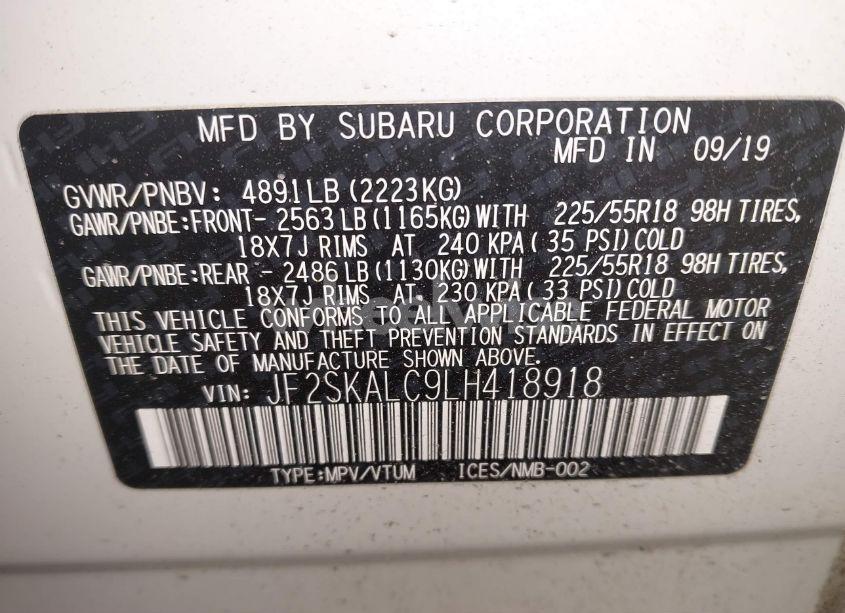 MFD BY SUBARU CORPORATION
MFD IN 09/19
GVWR/PNBV: 4891LB (2223KG)
GAWR/PNBE:FRONT- 2563 LB (1165KG) WITH 225/55R18 98H TIRES,
18X7J RIMS AT 240 KPA ( 35 PSI) COLD
GAWR/PNBE:REAR - 2486 LB (1130KG) WITH 225/55R18 98H TIRES,
18X7J RIMS AT 230 KPA ( 33 PSI) COLD
THIS VEHICLE CONFORMS TO ALL APPLICABLE FEDERAL MOTOR
VEHICLE SAFETY AND THEFT PREVENTION STANDARDS IN EFFECT ON
THE DATE OF MANUFACTURE SHOWN ABOVE.
VIN: JF2SKALC9LH418918
TYPE:MPV/VTUM ICES/NMB-002